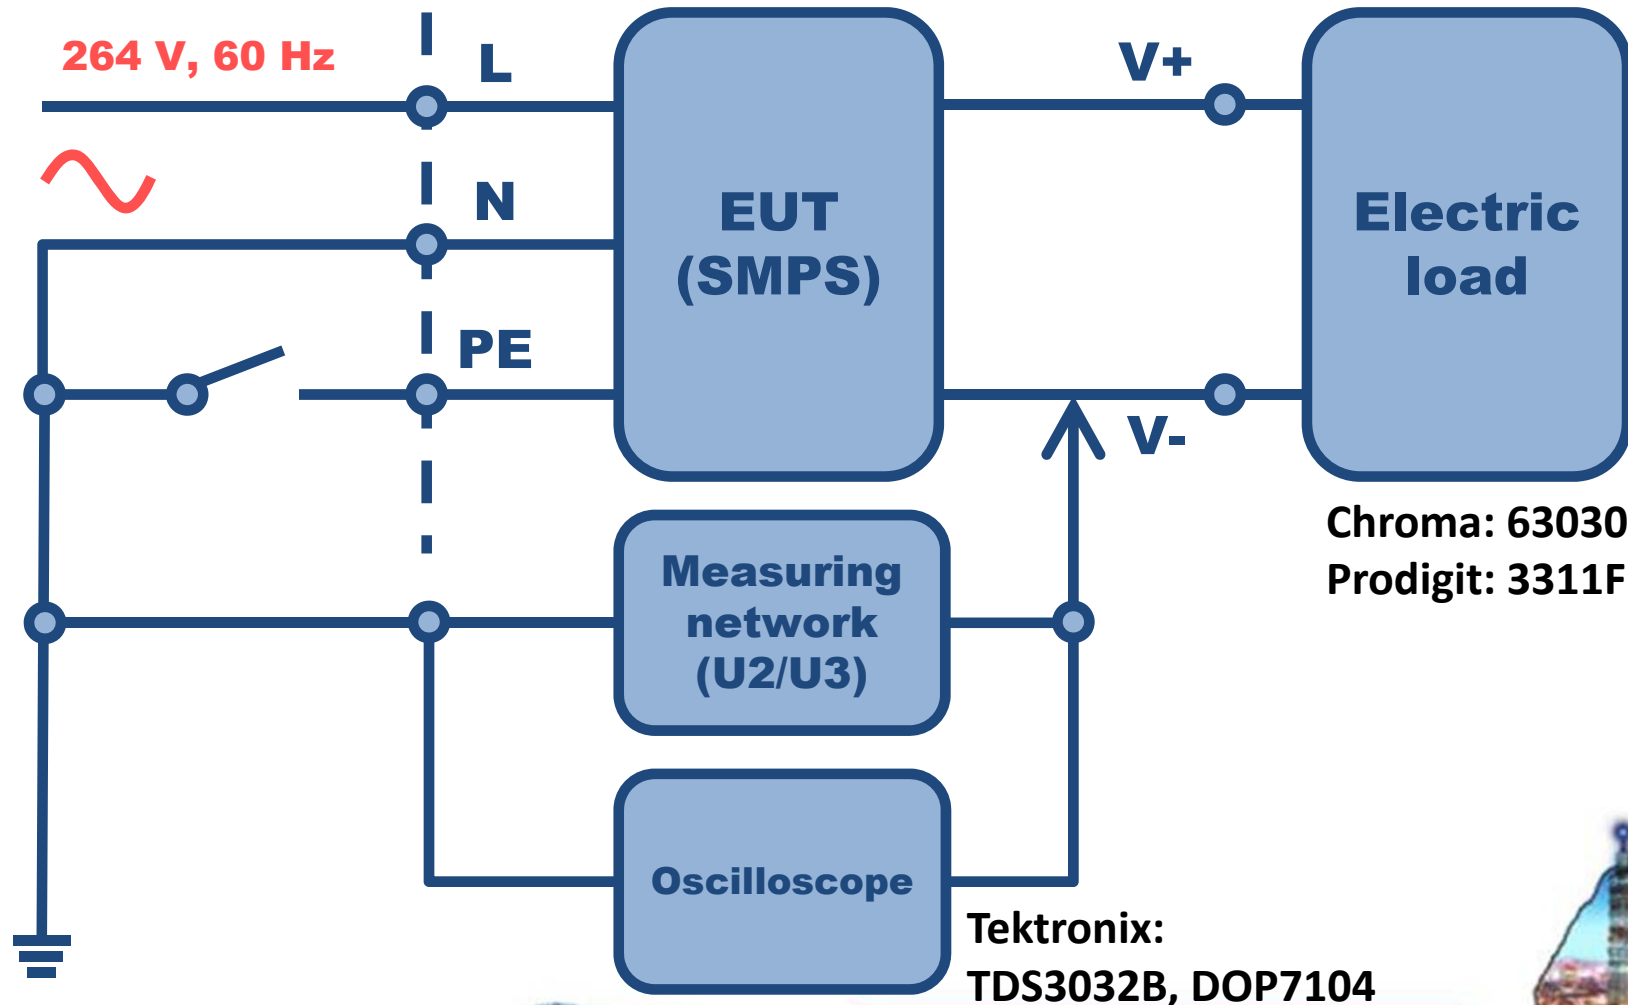 264 V, 60 Hz
L
N
PE
EUT
(SMPS)
V+
V-
Electric
load
Chroma: 63030
Prodigit: 3311F
Measuring
network
(U2/U3)
Oscilloscope
Tektronix:
TDS3032B, DOP7104